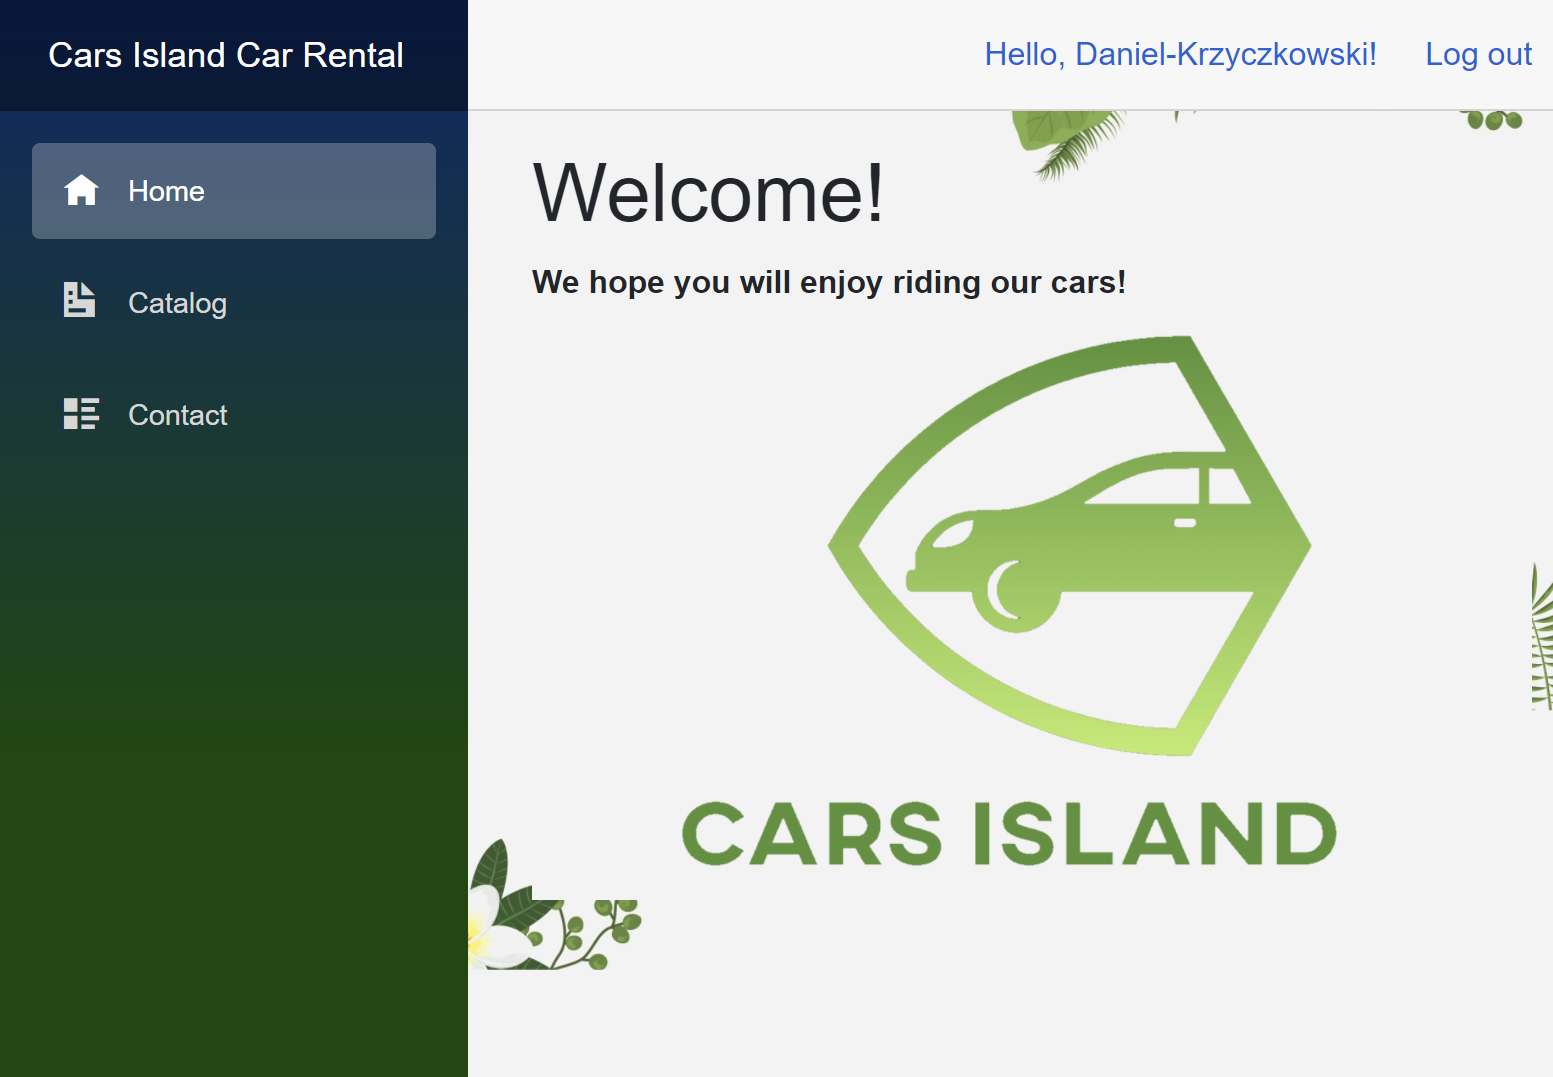 Cars Island Car Rental
Hello, Daniel-Krzyczkowski! Log out
Home
Catalog
Contact
Welcome!
We hope you will enjoy riding our cars!
CARS ISLAND